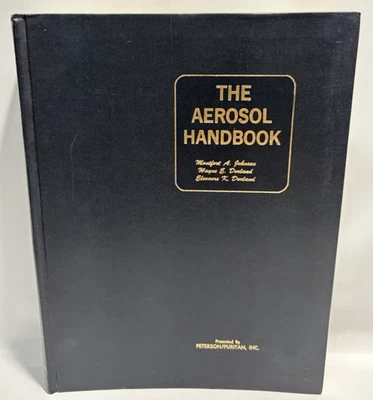 THE
AEROSOL
HANDBOOK
Montfort A. Johnsen
Wayne E. Dorland
Eleanore K. Dorland
Presented By
PETERSON/PURITAN, INC.